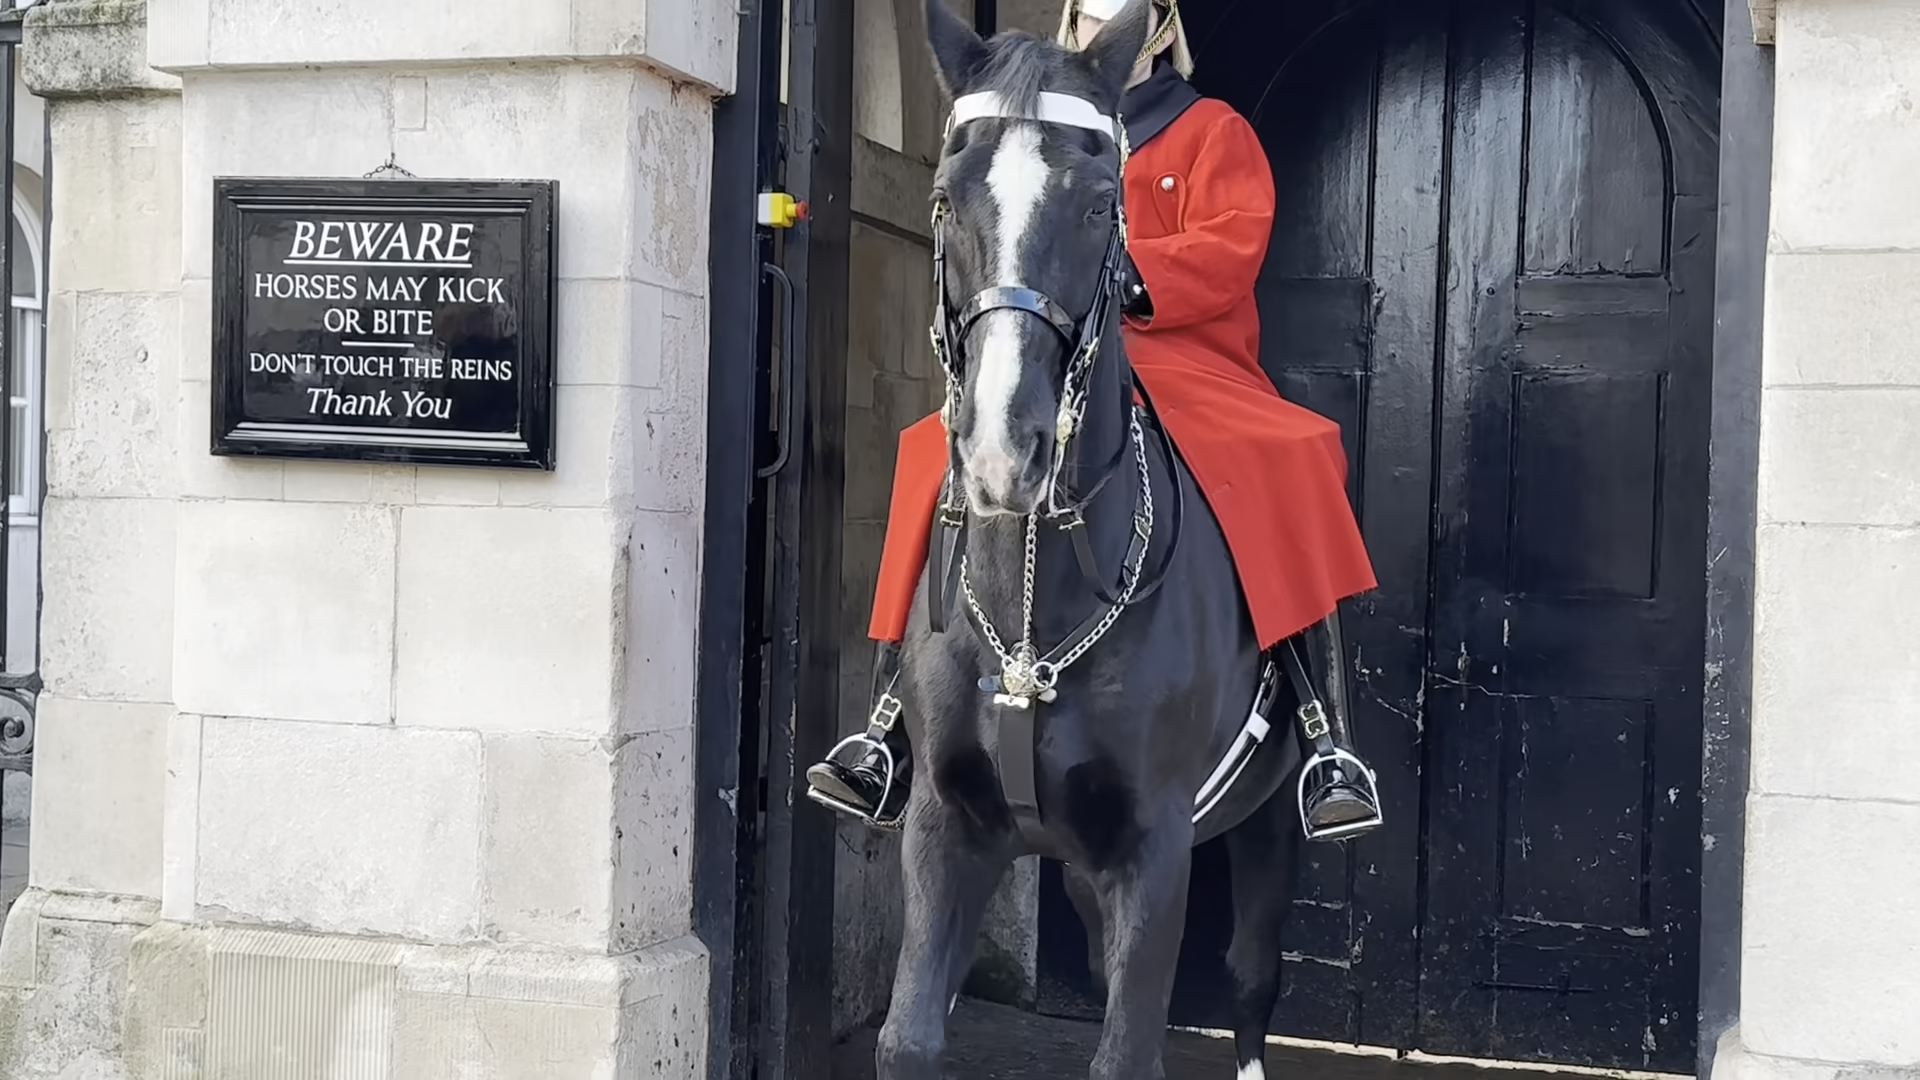 BEWARE
HORSES MAY KICK
OR BITE
DON'T TOUCH THE REINS
Thank You